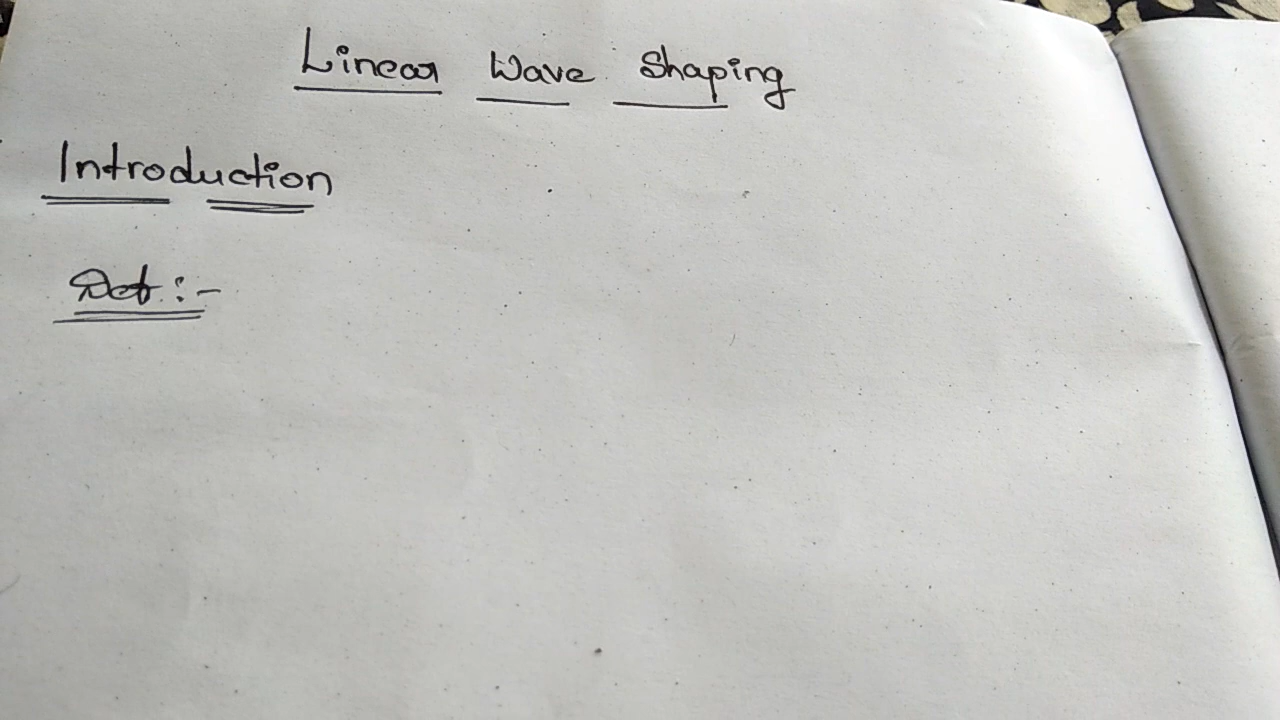 Linear Wave Shaping
Introduction
Def :-